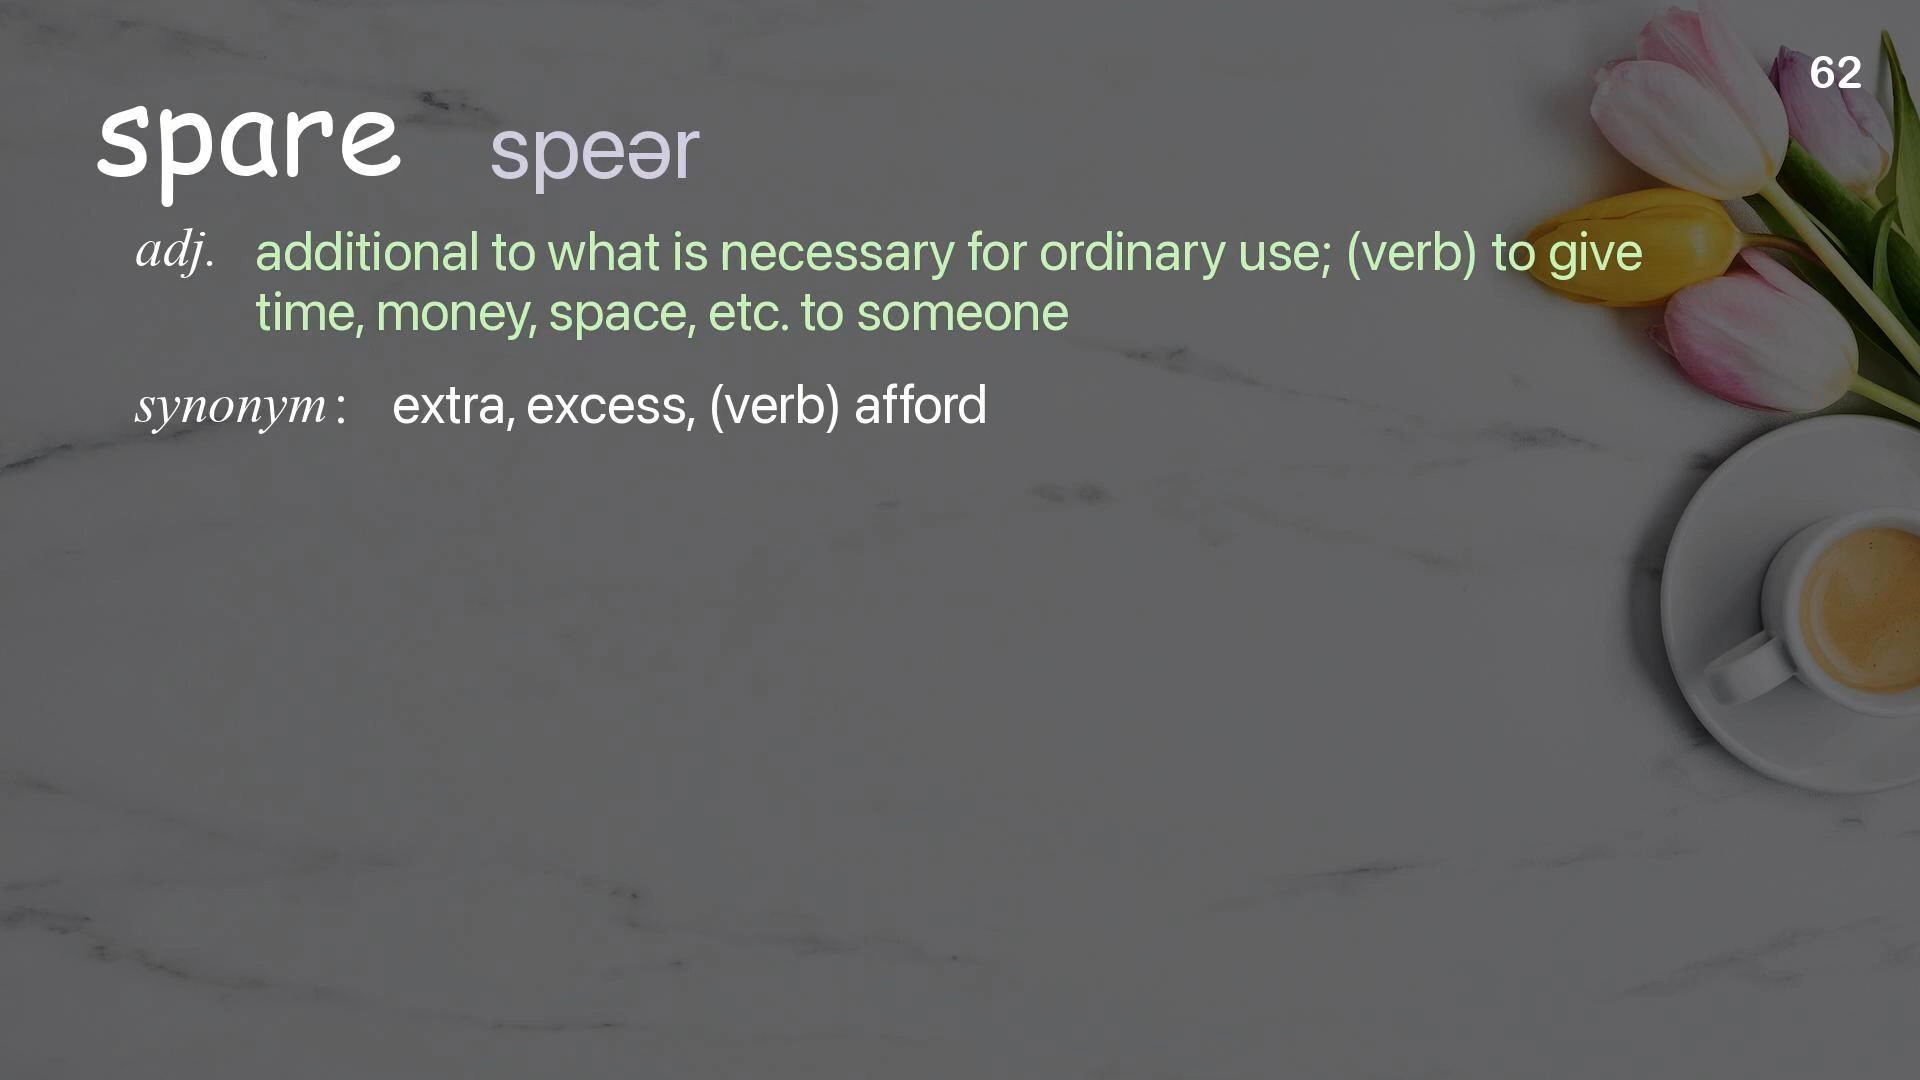 62
spare speər
adj. additional to what is necessary for ordinary use; (verb) to give
time, money, space, etc. to someone
synonym: extra, excess, (verb) afford